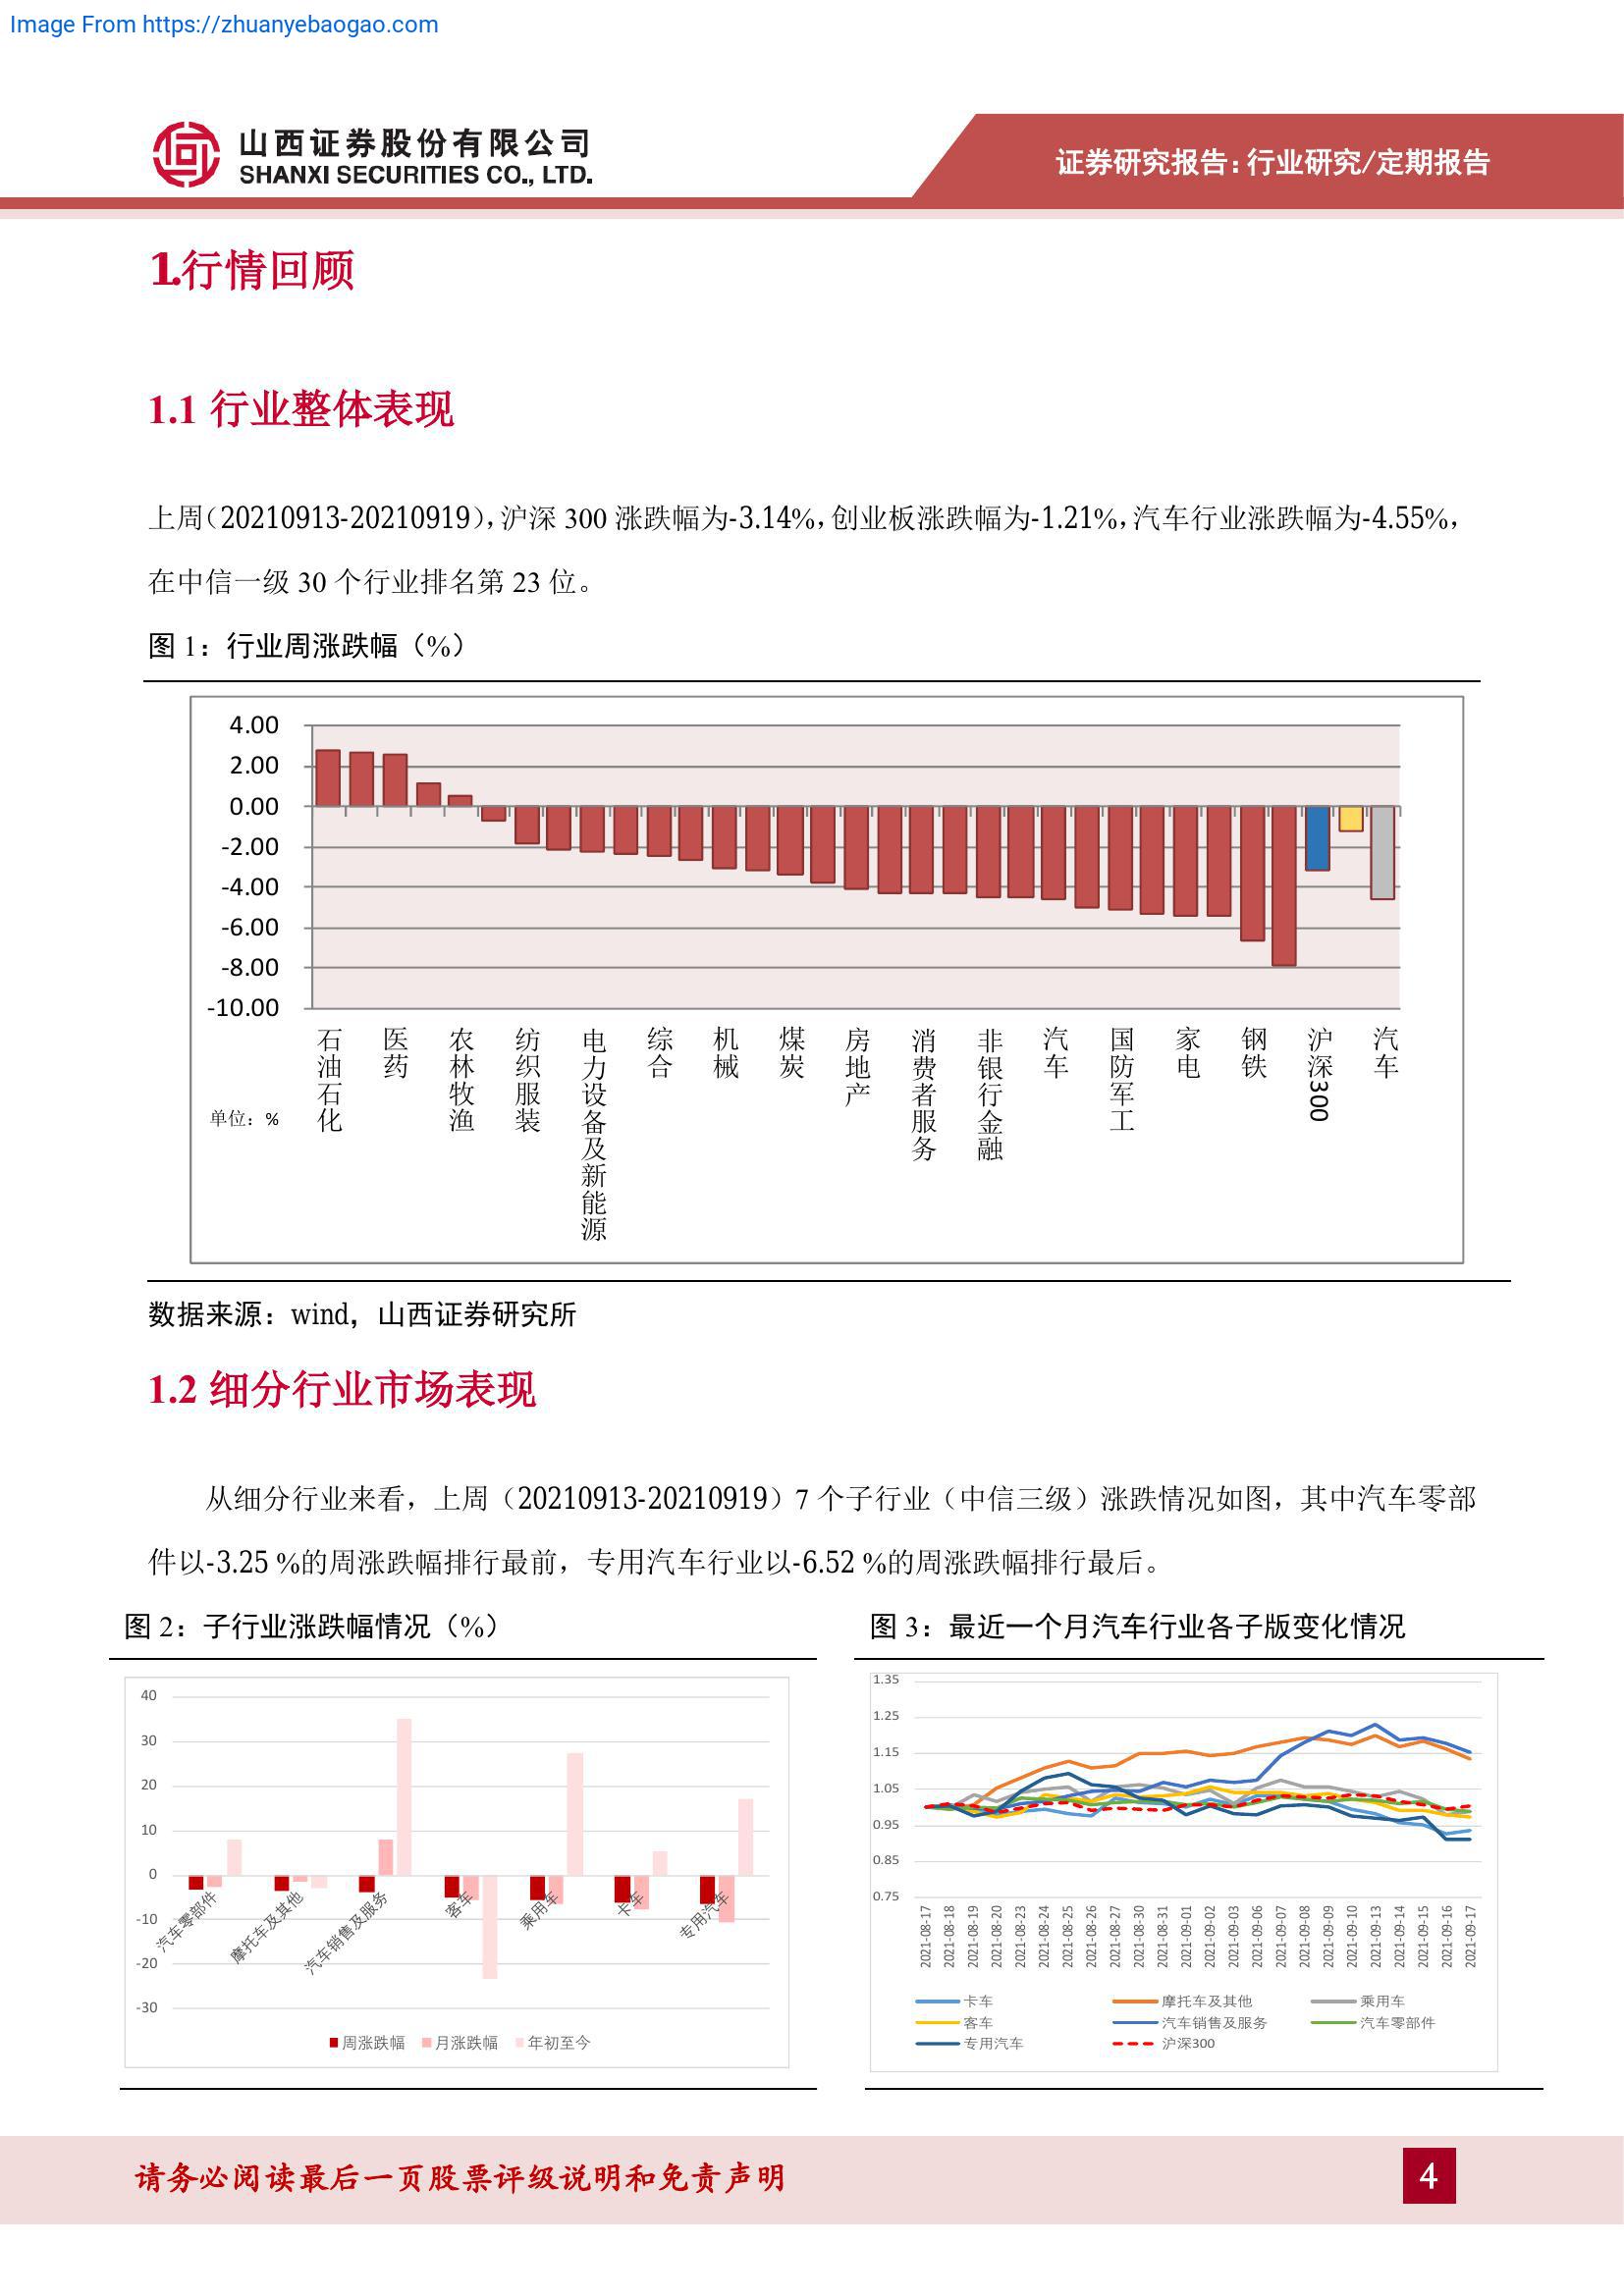 Image From https://zhuanyebaogao.com
山西证券股份有限公司
SHANXI SECURITIES CO., LTD.
证券研究报告:行业研究/定期报告
1.行情回顾
1.1 行业整体表现
上周（20210913-20210919），沪深 300 涨跌幅为-3.14%，创业板涨跌幅为-1.21%，汽车行业涨跌幅为-4.55%，
在中信一级 30 个行业排名第 23 位。
图 1：行业周涨跌幅（%）
4.00
2.00
0.00
-2.00
-4.00
-6.00
-8.00
-10.00
单位：%
石油石化
医药
农林牧渔
纺织服装
电力设备及新能源
综合
机械
煤炭
房地产
消费者服务
非银行金融
汽车
国防军工
家电
钢铁
沪深300
汽车
数据来源：wind，山西证券研究所
1.2 细分行业市场表现
从细分行业来看，上周（20210913-20210919）7 个子行业（中信三级）涨跌情况如图，其中汽车零部
件以-3.25 %的周涨跌幅排行最前，专用汽车行业以-6.52 %的周涨跌幅排行最后。
图 2：子行业涨跌幅情况（%）
40
30
20
10
0
-10
-20
-30
汽车零部件
摩托车及其他
汽车销售及服务
客车
乘用车
卡车
专用汽车
周涨跌幅 月涨跌幅 年初至今
图 3：最近一个月汽车行业各子版变化情况
1.35
1.25
1.15
1.05
0.95
0.85
0.75
2021-08-17
2021-08-18
2021-08-19
2021-08-20
2021-08-23
2021-08-24
2021-08-25
2021-08-26
2021-08-27
2021-08-30
2021-08-31
2021-09-01
2021-09-02
2021-09-03
2021-09-06
2021-09-07
2021-09-08
2021-09-09
2021-09-10
2021-09-13
2021-09-14
2021-09-15
2021-09-16
2021-09-17
卡车 摩托车及其他 乘用车
客车 汽车销售及服务 汽车零部件
专用汽车 沪深300
请务必阅读最后一页股票评级说明和免责声明
4